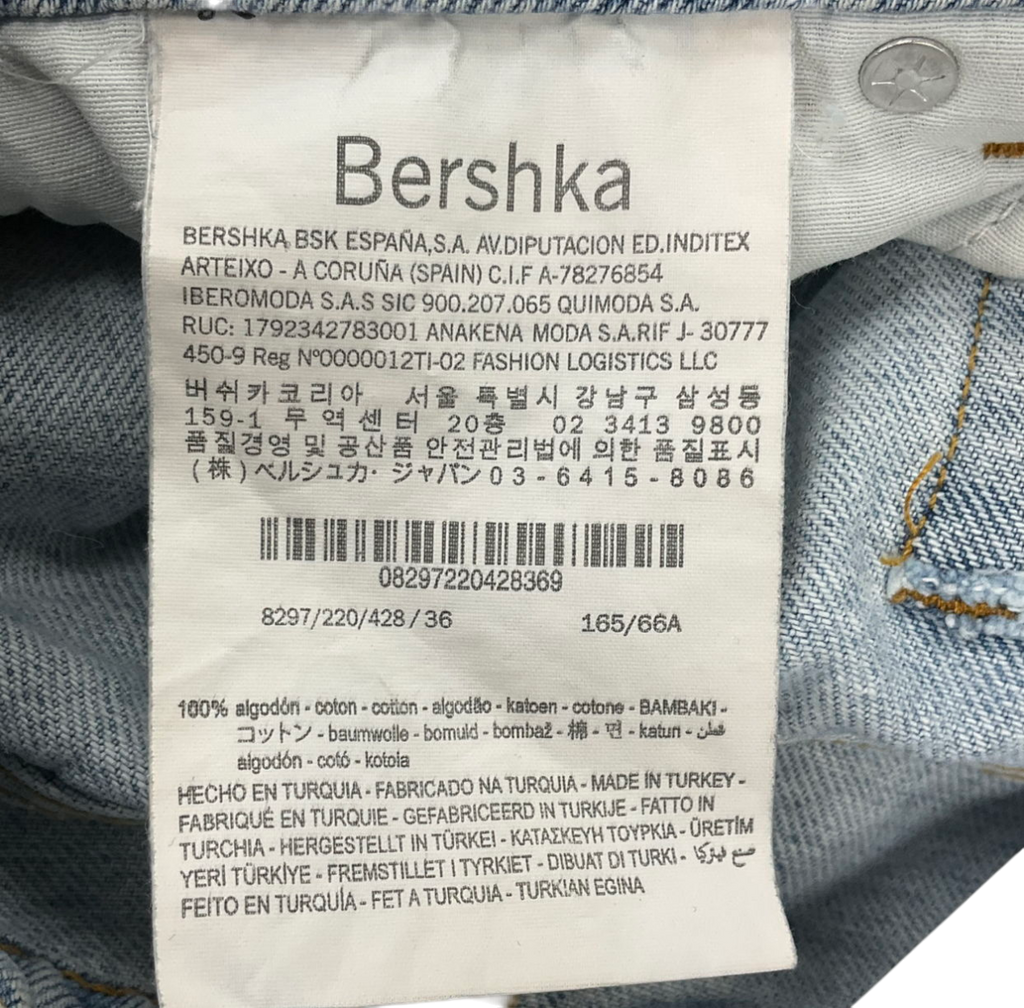 Bershka
BERSHKA BSK ESPAÑA,S.A. AV.DIPUTACION ED.INDITEX
ARTEIXO - A CORUÑA (SPAIN) C.I.F A-78276854
IBEROMODA S.A.S SIC 900.207.065 QUIMODA S.A.
RUC: 1792342783001 ANAKENA MODA S.A.RIF J- 30777
450-9 Reg Nº0000012TI-02 FASHION LOGISTICS LLC
버쉬카코리아 서울 특별시 강남구 삼성동
159-1 무역센터 20층 02 3413 9800
품질경영 및 공산품 안전관리법에 의한 품질표시
(株)ベルシュカ・ジャパン03-6415-8086
08297220428369
8297/220/428/36 165/66A
100% algodón - coton - cotton - algodão - katoen - cotone - BAMBAKI -
コットン - baumwolle - bomuld - bombaž - 棉 - 면 - katun - قطن
algodón - cotó - kotoia
HECHO EN TURQUIA - FABRICADO NA TURQUIA - MADE IN TURKEY -
FABRIQUÉ EN TURQUIE - GEFABRICEERD IN TURKIJE - FATTO IN
TURCHIA - HERGESTELLT IN TÜRKEI - ΚΑΤΑΣΚΕΥΗ ΤΟΥΡΚΙΑ - ÜRETİM
YERİ TÜRKİYE - FREMSTILLET I TYRKIET - DIBUAT DI TURKI -
FEITO EN TURQUÍA - FET A TURQUIA - TURKIAN EGINA